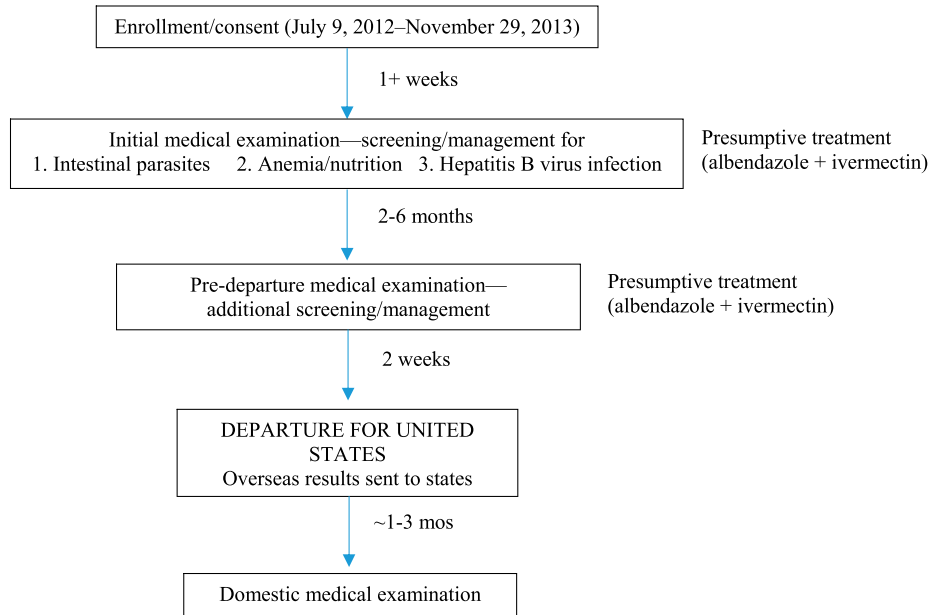 Enrollment/consent (July 9, 2012–November 29, 2013)
1+ weeks
Initial medical examination—screening/management for
1. Intestinal parasites 2. Anemia/nutrition 3. Hepatitis B virus infection
Presumptive treatment
(albendazole + ivermectin)
2-6 months
Pre-departure medical examination—
additional screening/management
Presumptive treatment
(albendazole + ivermectin)
2 weeks
DEPARTURE FOR UNITED
STATES
Overseas results sent to states
~1-3 mos
Domestic medical examination